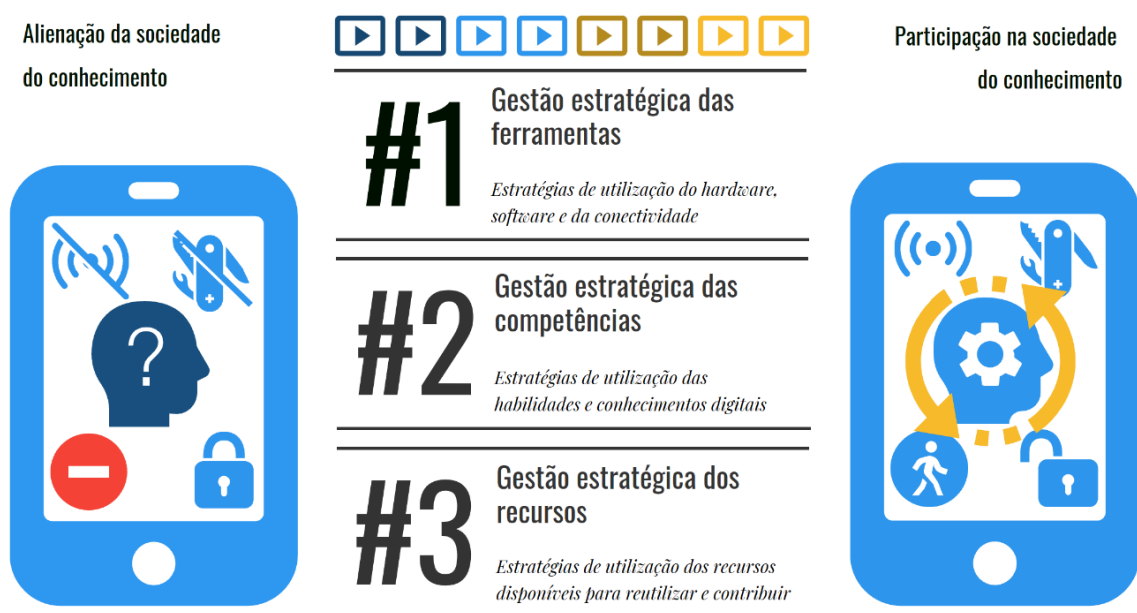 Alienação da sociedade
do conhecimento
#1
Gestão estratégica das
ferramentas
Estratégias de utilização do hardware,
software e da conectividade
#2
Gestão estratégica das
competências
Estratégias de utilização das
habilidades e conhecimentos digitais
#3
Gestão estratégica dos
recursos
Estratégias de utilização dos recursos
disponíveis para reutilizar e contribuir
Participação na sociedade
do conhecimento
?